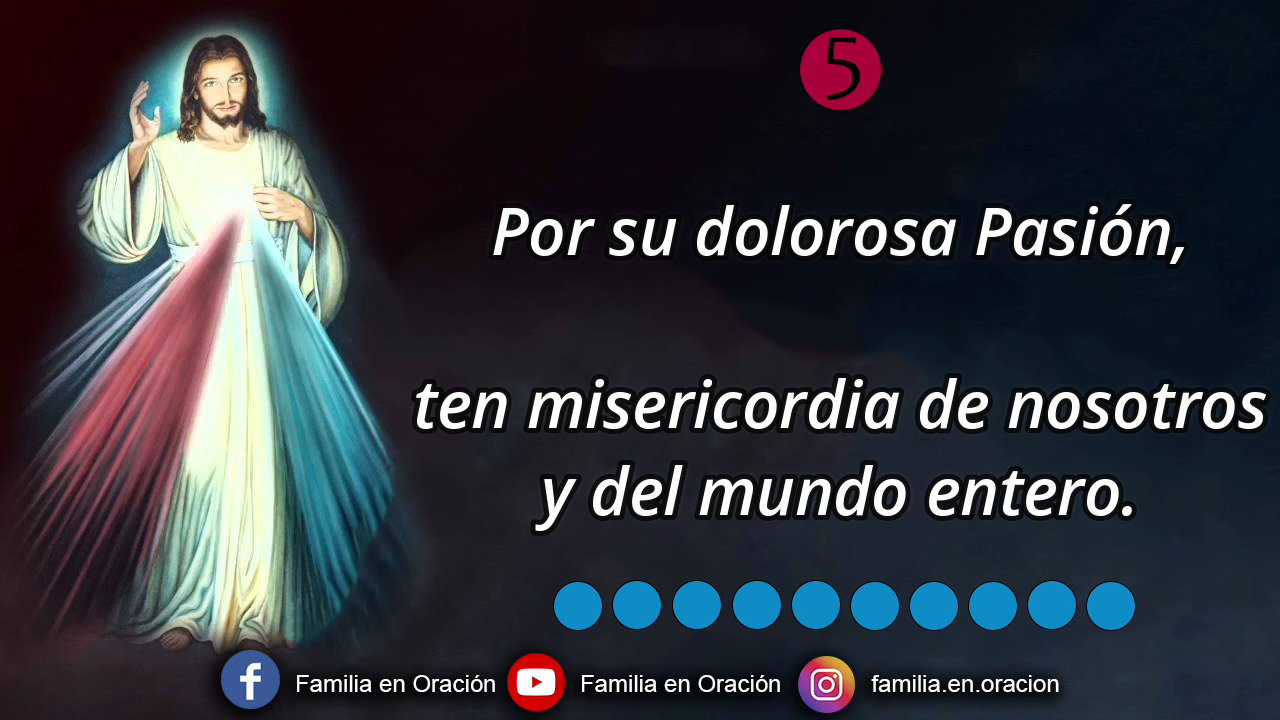 5
Por su dolorosa Pasión,
ten misericordia de nosotros
y del mundo entero.
Familia en Oración
Familia en Oración
familia.en.oracion